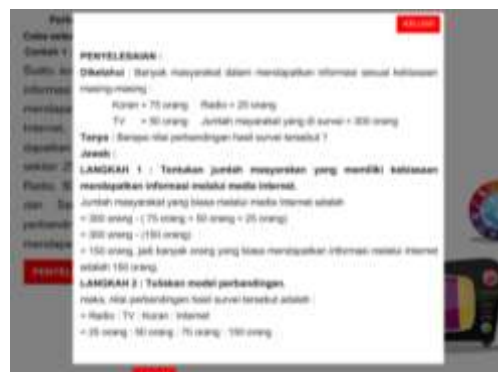 KELUAR
PENYELESAIAN :
Diketahui : Banyak masyarakat dalam mendapatkan informasi sesuai kebiasaan
masing-masing :
Koran = 75 orang Radio = 25 orang
TV = 50 orang Jumlah mayarakat yang di survei = 300 orang
Tanya : Berapa nilai perbandingan hasil survei tersebut ?
Jawab :
LANGKAH 1 : Tentukan jumlah masyarakan yang memiliki kebiasaan
mendapatkan informasi melalui media internet.
Jumlah masyarakat yang biasa melalui media internet adalah
= 300 orang - ( 75 orang + 50 orang + 25 orang)
= 300 orang - (150 orang)
= 150 orang, jadi banyak orang yang biasa mendapatkan informasi melalui internet
adalah 150 orang.
LANGKAH 2 : Tuliskan model perbandingan.
maka, nilai perbandingan hasil survei tersebut adalah :
= Radio : TV : Koran : Internet
= 25 orang : 50 orang : 75 orang : 150 orang